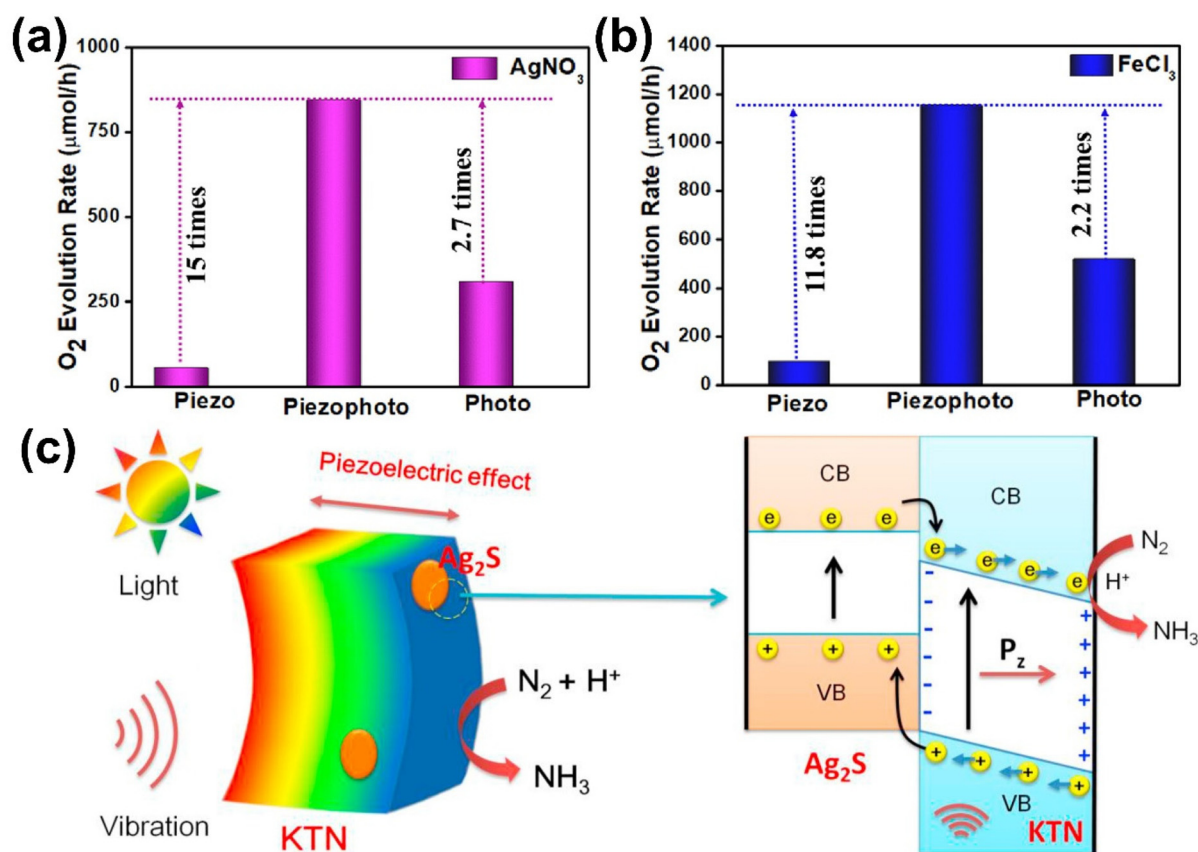 (a)
O₂ Evolution Rate (μmol/h)
1000
750
500
250
0
AgNO₃
15 times
2.7 times
Piezo
Piezophoto
Photo
(b)
O₂ Evolution Rate (μmol/h)
1400
1200
1000
800
600
400
200
0
FeCl₃
11.8 times
2.2 times
Piezo
Piezophoto
Photo
(c)
Light
Vibration
Piezoelectric effect
Ag₂S
N₂ + H⁺
NH₃
KTN
CB
e e e
+ + +
VB
Ag₂S
CB
e e e e
N₂
H⁺
NH₃
- - - - - -
P_z
+ + + + + +
+ + + +
VB
KTN